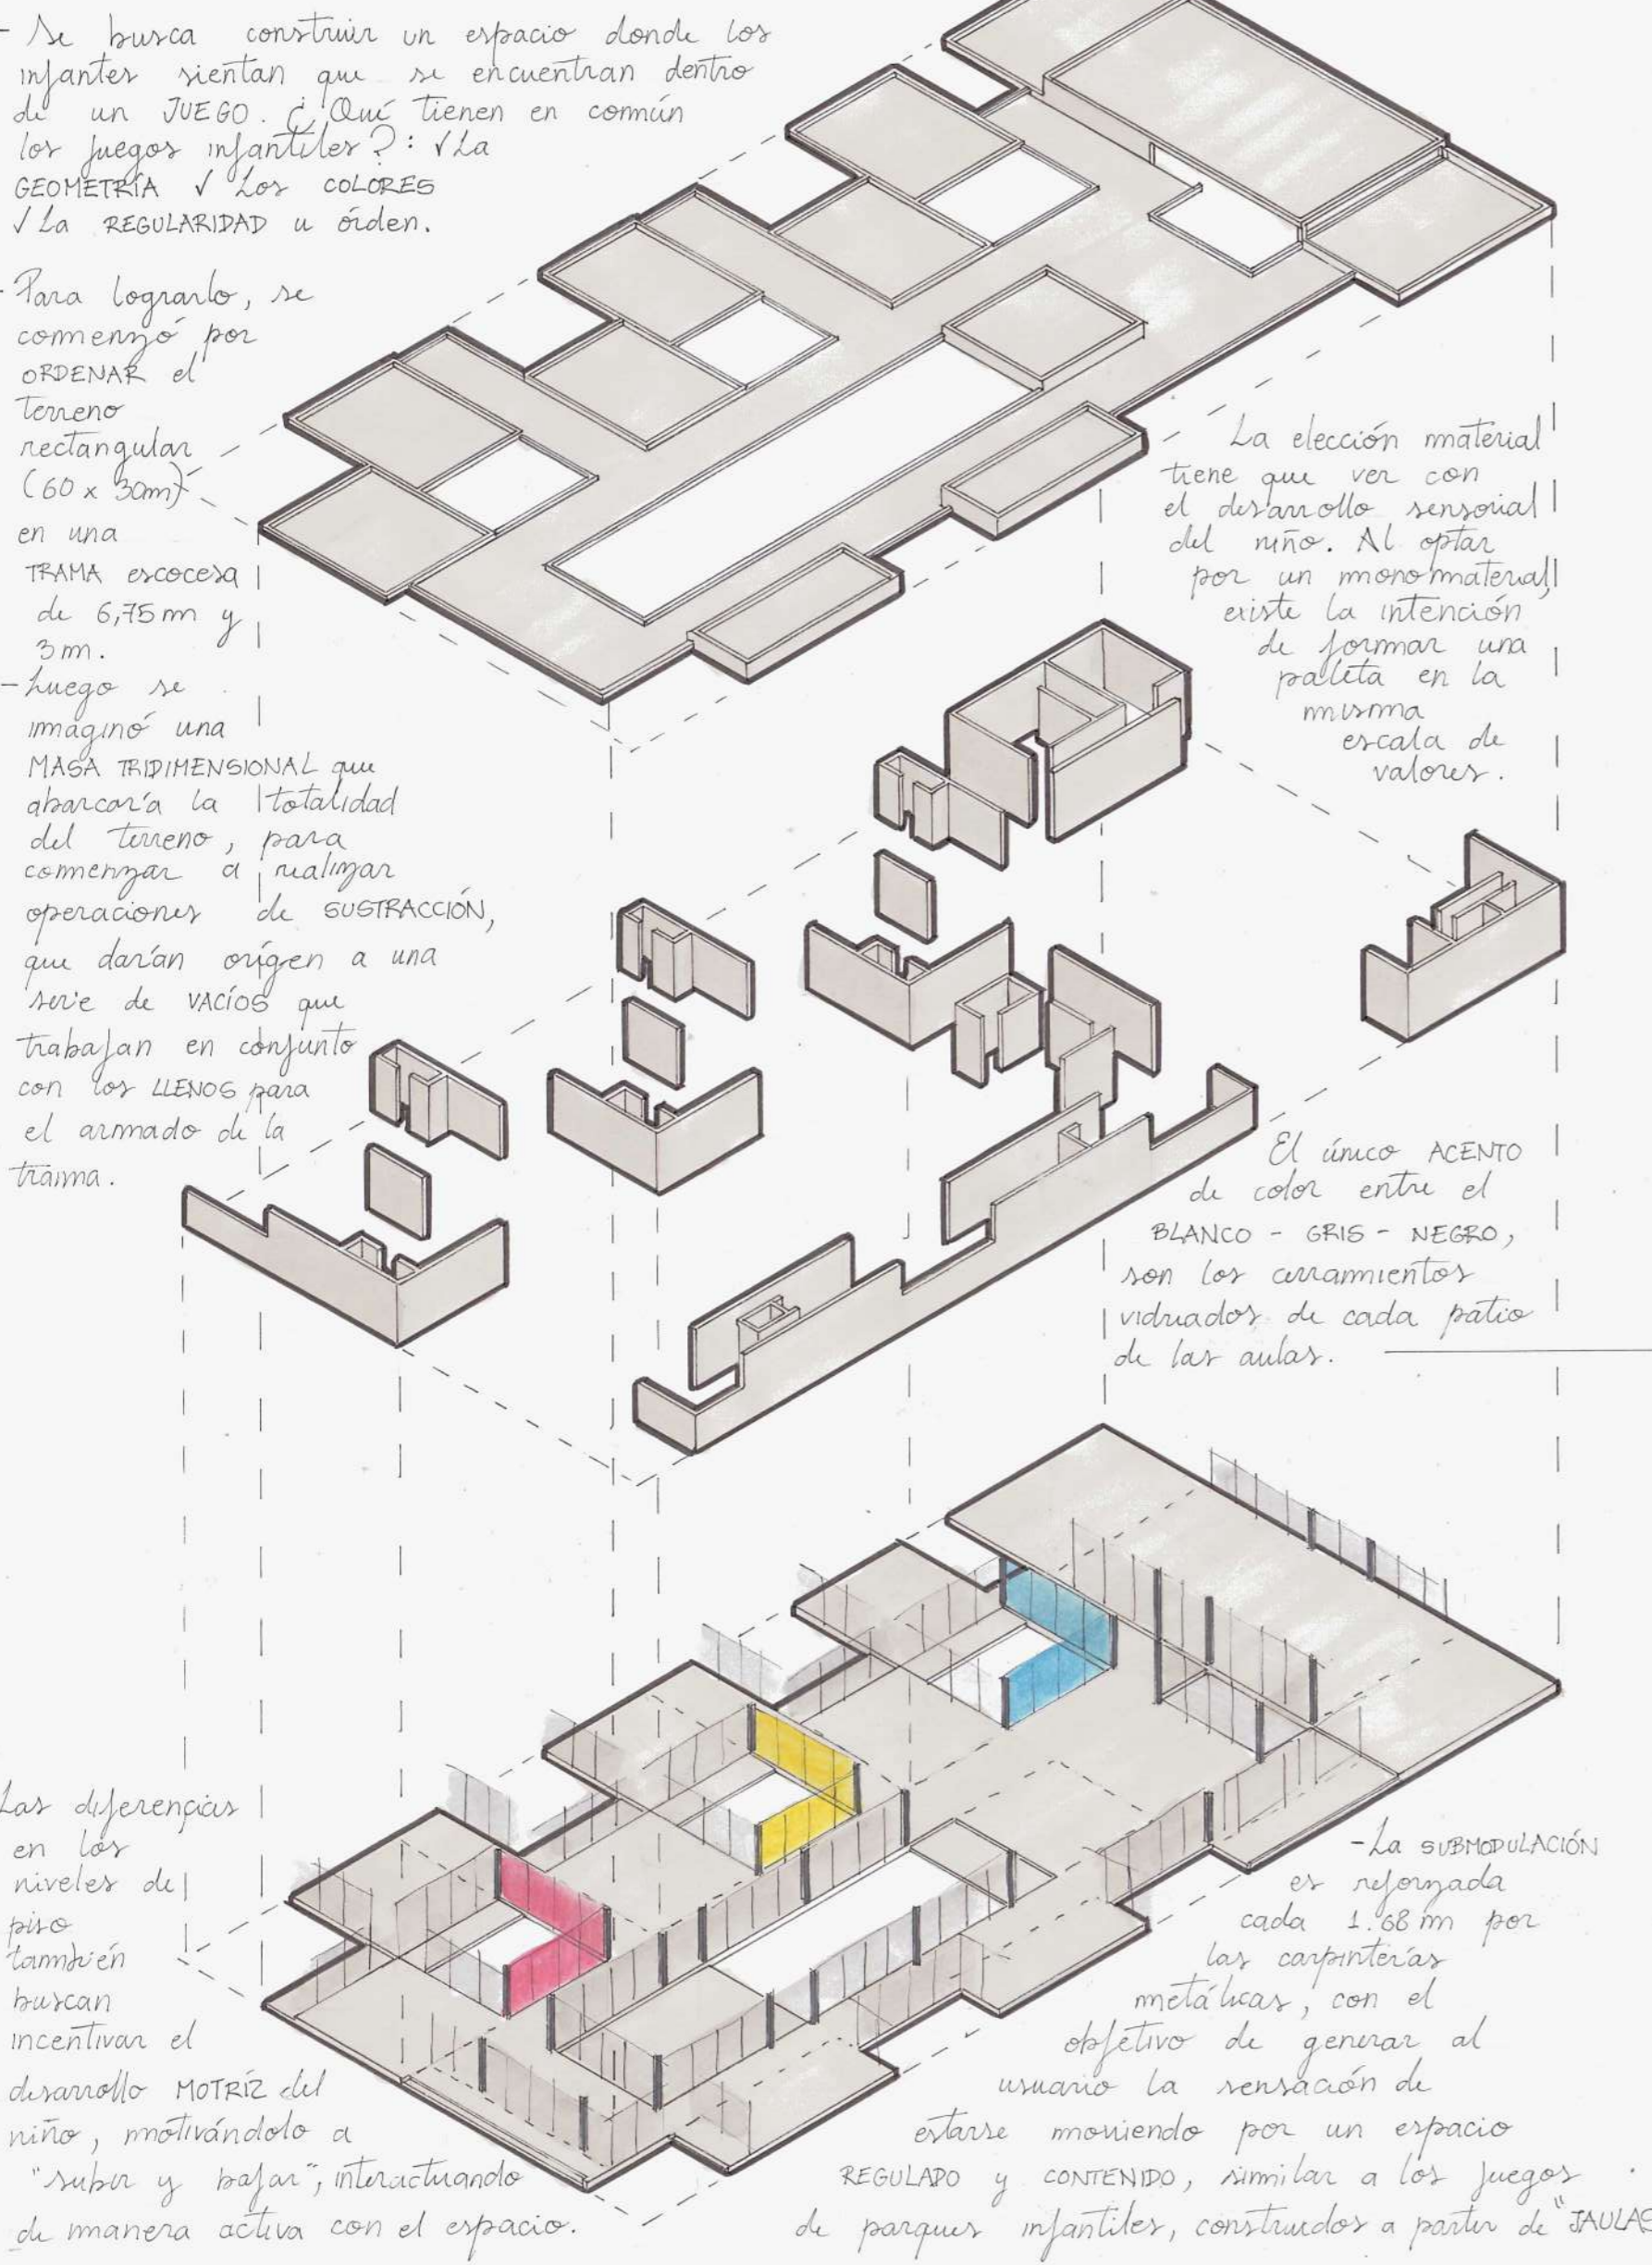 - Se busca construir un espacio donde los
infantes sientan que se encuentran dentro
de un JUEGO. ¿Qué tienen en común
los juegos infantiles?: √La
GEOMETRÍA √ Los COLORES
√La REGULARIDAD u órden.
- Para lograrlo, se
comenzó por
ORDENAR el
terreno
rectangular
(60 x 30m)
en una
TRAMA escocesa
de 6,75 m y
3 m.
- Luego se
imaginó una
MASA TRIDIMENSIONAL que
abarcaría la totalidad
del terreno, para
comenzar a realizar
operaciones de SUSTRACCIÓN,
que darían orígen a una
serie de VACÍOS que
trabajan en conjunto
con los LLENOS para
el armado de la
trama.
La elección material
tiene que ver con
el desarrollo sensorial
del niño. Al optar
por un monomaterial,
existe la intención
de formar una
paleta en la
misma
escala de
valores.
El único ACENTO
de color entre el
BLANCO - GRIS - NEGRO,
son los cerramientos
vidriados de cada patio
de las aulas.
Las diferencias
en los
niveles de
piso
también
buscan
incentivar el
desarrollo MOTRÍZ del
niño, motivándolo a
"subir y bajar", interactuando
de manera activa con el espacio.
- La SUBMODULACIÓN
es reforzada
cada 1.68 m por
las carpinterías
metálicas, con el
objetivo de generar al
usuario la sensación de
estarse moviendo por un espacio
REGULADO y CONTENIDO, similar a los juegos
de parques infantiles, construidos a partir de "JAULAS